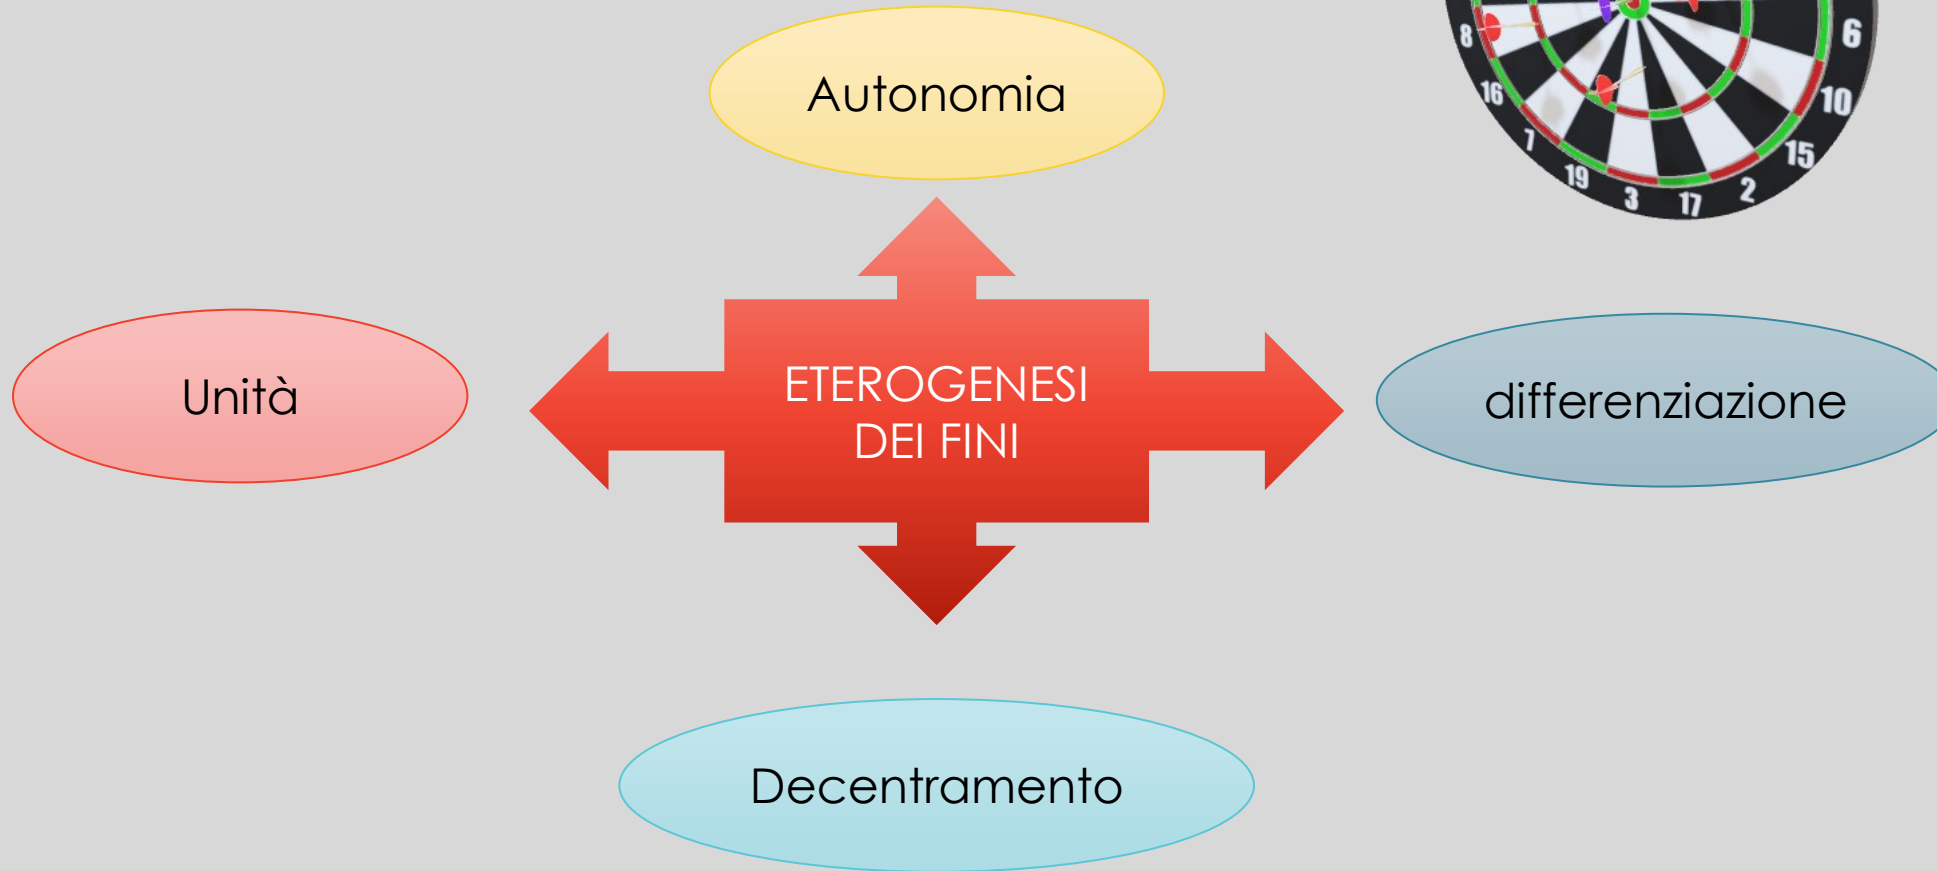 Autonomia
8
6
16
10
7
15
19
2
3
17
Unità
ETEROGENESI
DEI FINI
differenziazione
Decentramento